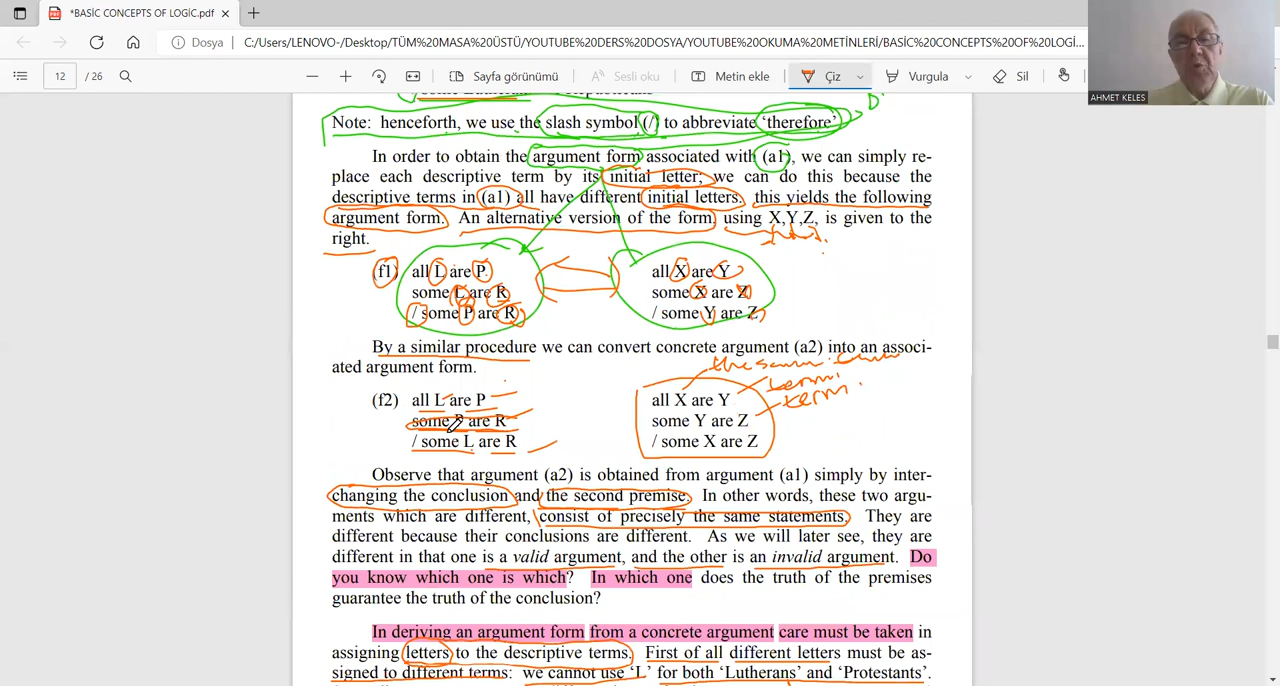 *BASİC CONCEPTS OF LOGİC.pdf
Dosya
C:/Users/LENOVO-/Desktop/TÜM%20MASA%20ÜSTÜ/YOUTUBE%20DERS%20DOSYA/YOUTUBE%20OKUMA%20METİNLERİ/BASİC%20CONCEPTS%20OF%20LOGİ...
12 / 26
Sayfa görünümü
Sesli oku
Metin ekle
Çiz
Vurgula
Sil
AHMET KELES
Note: henceforth, we use the slash symbol (/) to abbreviate ‘therefore’
In order to obtain the argument form associated with (a1), we can simply re-
place each descriptive term by its initial letter; we can do this because the
descriptive terms in (a1) all have different initial letters. this yields the following
argument form. An alternative version of the form, using X,Y,Z, is given to the
right.
(f1) all L are P all X are Y
some L are R some X are Z
/ some P are R / some Y are Z
By a similar procedure we can convert concrete argument (a2) into an associ-
ated argument form.
the same
term
term
(f2) all L are P all X are Y
some P are R some Y are Z
/ some L are R / some X are Z
Observe that argument (a2) is obtained from argument (a1) simply by inter-
changing the conclusion and the second premise. In other words, these two argu-
ments which are different, consist of precisely the same statements. They are
different because their conclusions are different. As we will later see, they are
different in that one is a valid argument, and the other is an invalid argument. Do
you know which one is which? In which one does the truth of the premises
guarantee the truth of the conclusion?
In deriving an argument form from a concrete argument care must be taken in
assigning letters to the descriptive terms. First of all different letters must be as-
signed to different terms: we cannot use ‘L’ for both ‘Lutherans’ and ‘Protestants’.